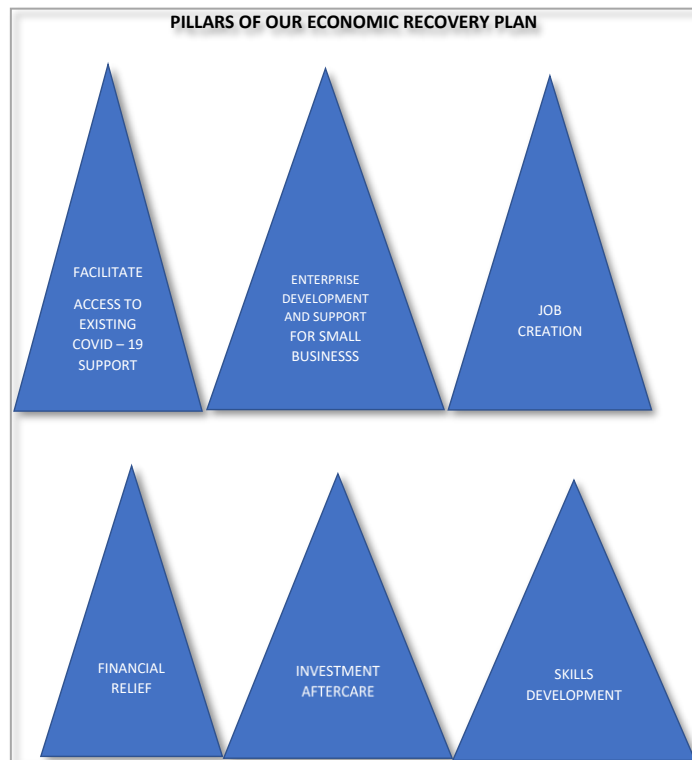 PILLARS OF OUR ECONOMIC RECOVERY PLAN
FACILITATE
ACCESS TO
EXISTING
COVID – 19
SUPPORT
ENTERPRISE
DEVELOPMENT
AND SUPPORT
FOR SMALL
BUSINESSS
JOB
CREATION
FINANCIAL
RELIEF
INVESTMENT
AFTERCARE
SKILLS
DEVELOPMENT